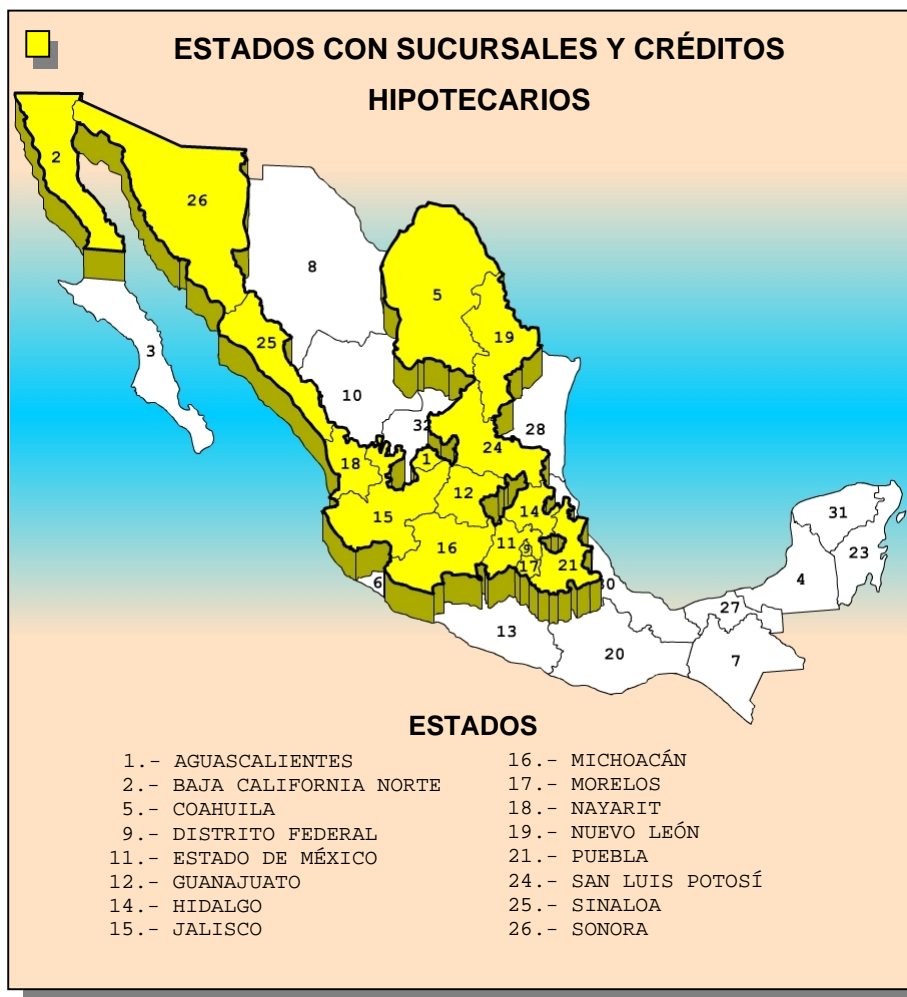 ESTADOS CON SUCURSALES Y CRÉDITOS
HIPOTECARIOS
2
26
8
5
19
3
25
10
32
28
24
18
1
12
15
14
31
16
11
9
23
21
17
6
30
4
27
13
20
7
ESTADOS
1.- AGUASCALIENTES
2.- BAJA CALIFORNIA NORTE
5.- COAHUILA
9.- DISTRITO FEDERAL
11.- ESTADO DE MÉXICO
12.- GUANAJUATO
14.- HIDALGO
15.- JALISCO
16.- MICHOACÁN
17.- MORELOS
18.- NAYARIT
19.- NUEVO LEÓN
21.- PUEBLA
24.- SAN LUIS POTOSÍ
25.- SINALOA
26.- SONORA